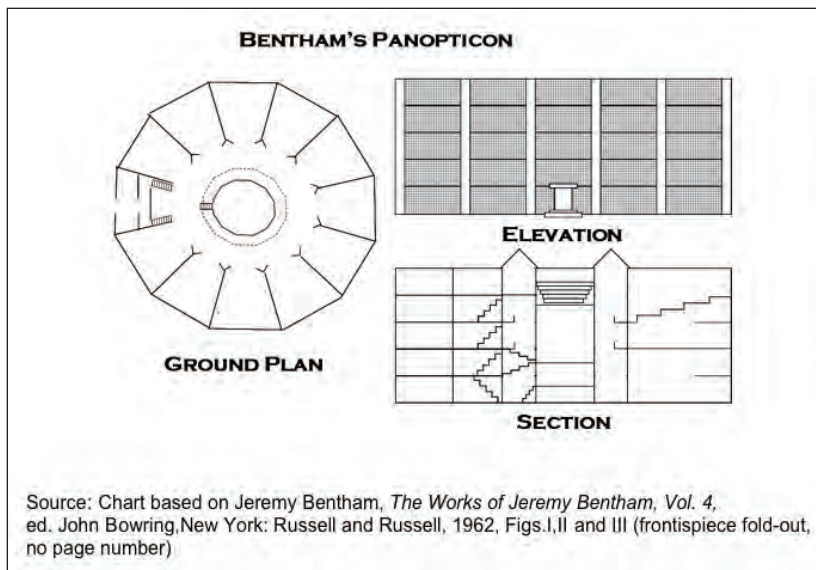 BENTHAM'S PANOPTICON
ELEVATION
GROUND PLAN
SECTION
Source: Chart based on Jeremy Bentham, The Works of Jeremy Bentham, Vol. 4,
ed. John Bowring,New York: Russell and Russell, 1962, Figs.I,II and III (frontispiece fold-out,
no page number)